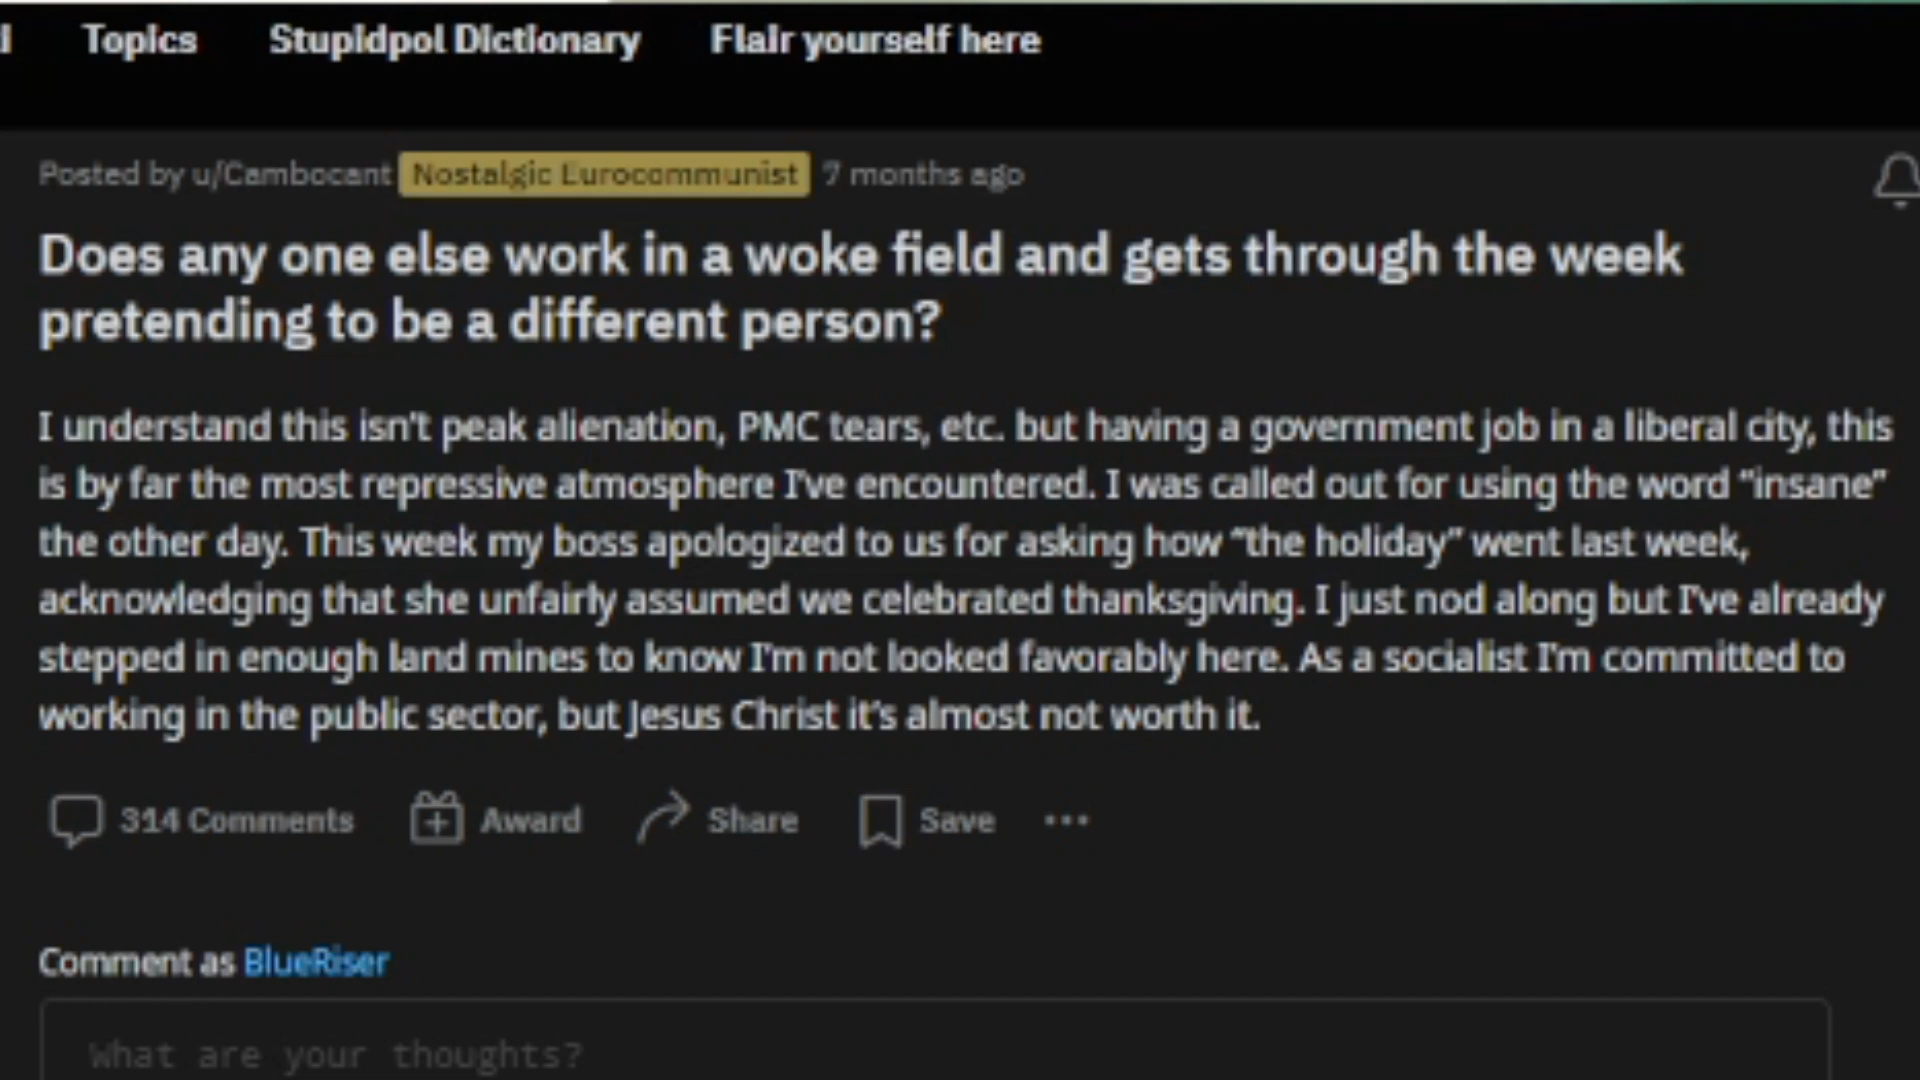 Topics Stupidpol Dictionary Flair yourself here
Posted by u/Cambocant Nostalgic Eurocommunist 7 months ago
Does any one else work in a woke field and gets through the week
pretending to be a different person?
I understand this isn't peak alienation, PMC tears, etc. but having a government job in a liberal city, this
is by far the most repressive atmosphere I've encountered. I was called out for using the word “insane”
the other day. This week my boss apologized to us for asking how “the holiday” went last week,
acknowledging that she unfairly assumed we celebrated thanksgiving. I just nod along but I’ve already
stepped in enough land mines to know I’m not looked favorably here. As a socialist I’m committed to
working in the public sector, but Jesus Christ it’s almost not worth it.
314 Comments Award Share Save ...
Comment as BlueRiser
What are your thoughts?